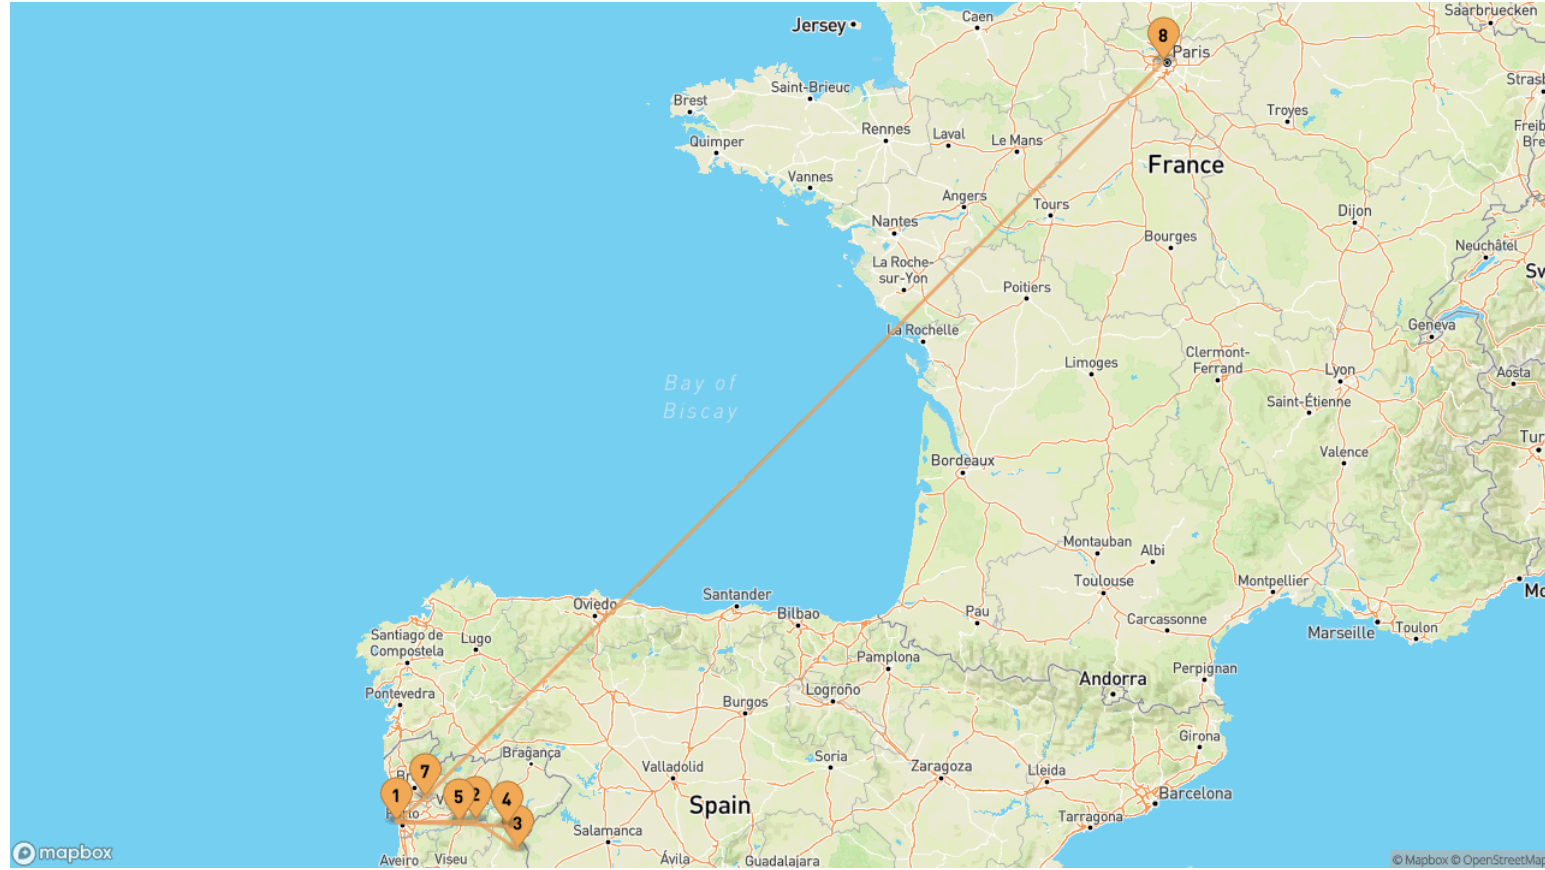 Jersey
Caen
Saarbruecken
8
Paris
Saint-Brieuc
Brest
Troyes
Rennes
Laval
Le Mans
Quimper
France
Vannes
Angers
Tours
Dijon
Nantes
Bourges
Neuchâtel
La Roche-
sur-Yon
Poitiers
Geneva
La Rochelle
Clermont-
Ferrand
Limoges
Lyon
Aosta
Bay of
Biscay
Saint-Étienne
Valence
Bordeaux
Montauban
Albi
Toulouse
Montpellier
Santander
Oviedo
Bilbao
Pau
Carcassonne
Marseille
Toulon
Santiago de
Compostela
Lugo
Pamplona
Perpignan
Andorra
Pontevedra
Logroño
Burgos
Girona
Bragança
Soria
Valladolid
Zaragoza
Lleida
7
1
5
2
4
3
Spain
Barcelona
Tarragona
Salamanca
mapbox
Aveiro
Viseu
Ávila
Guadalajara
© Mapbox © OpenStreetMap